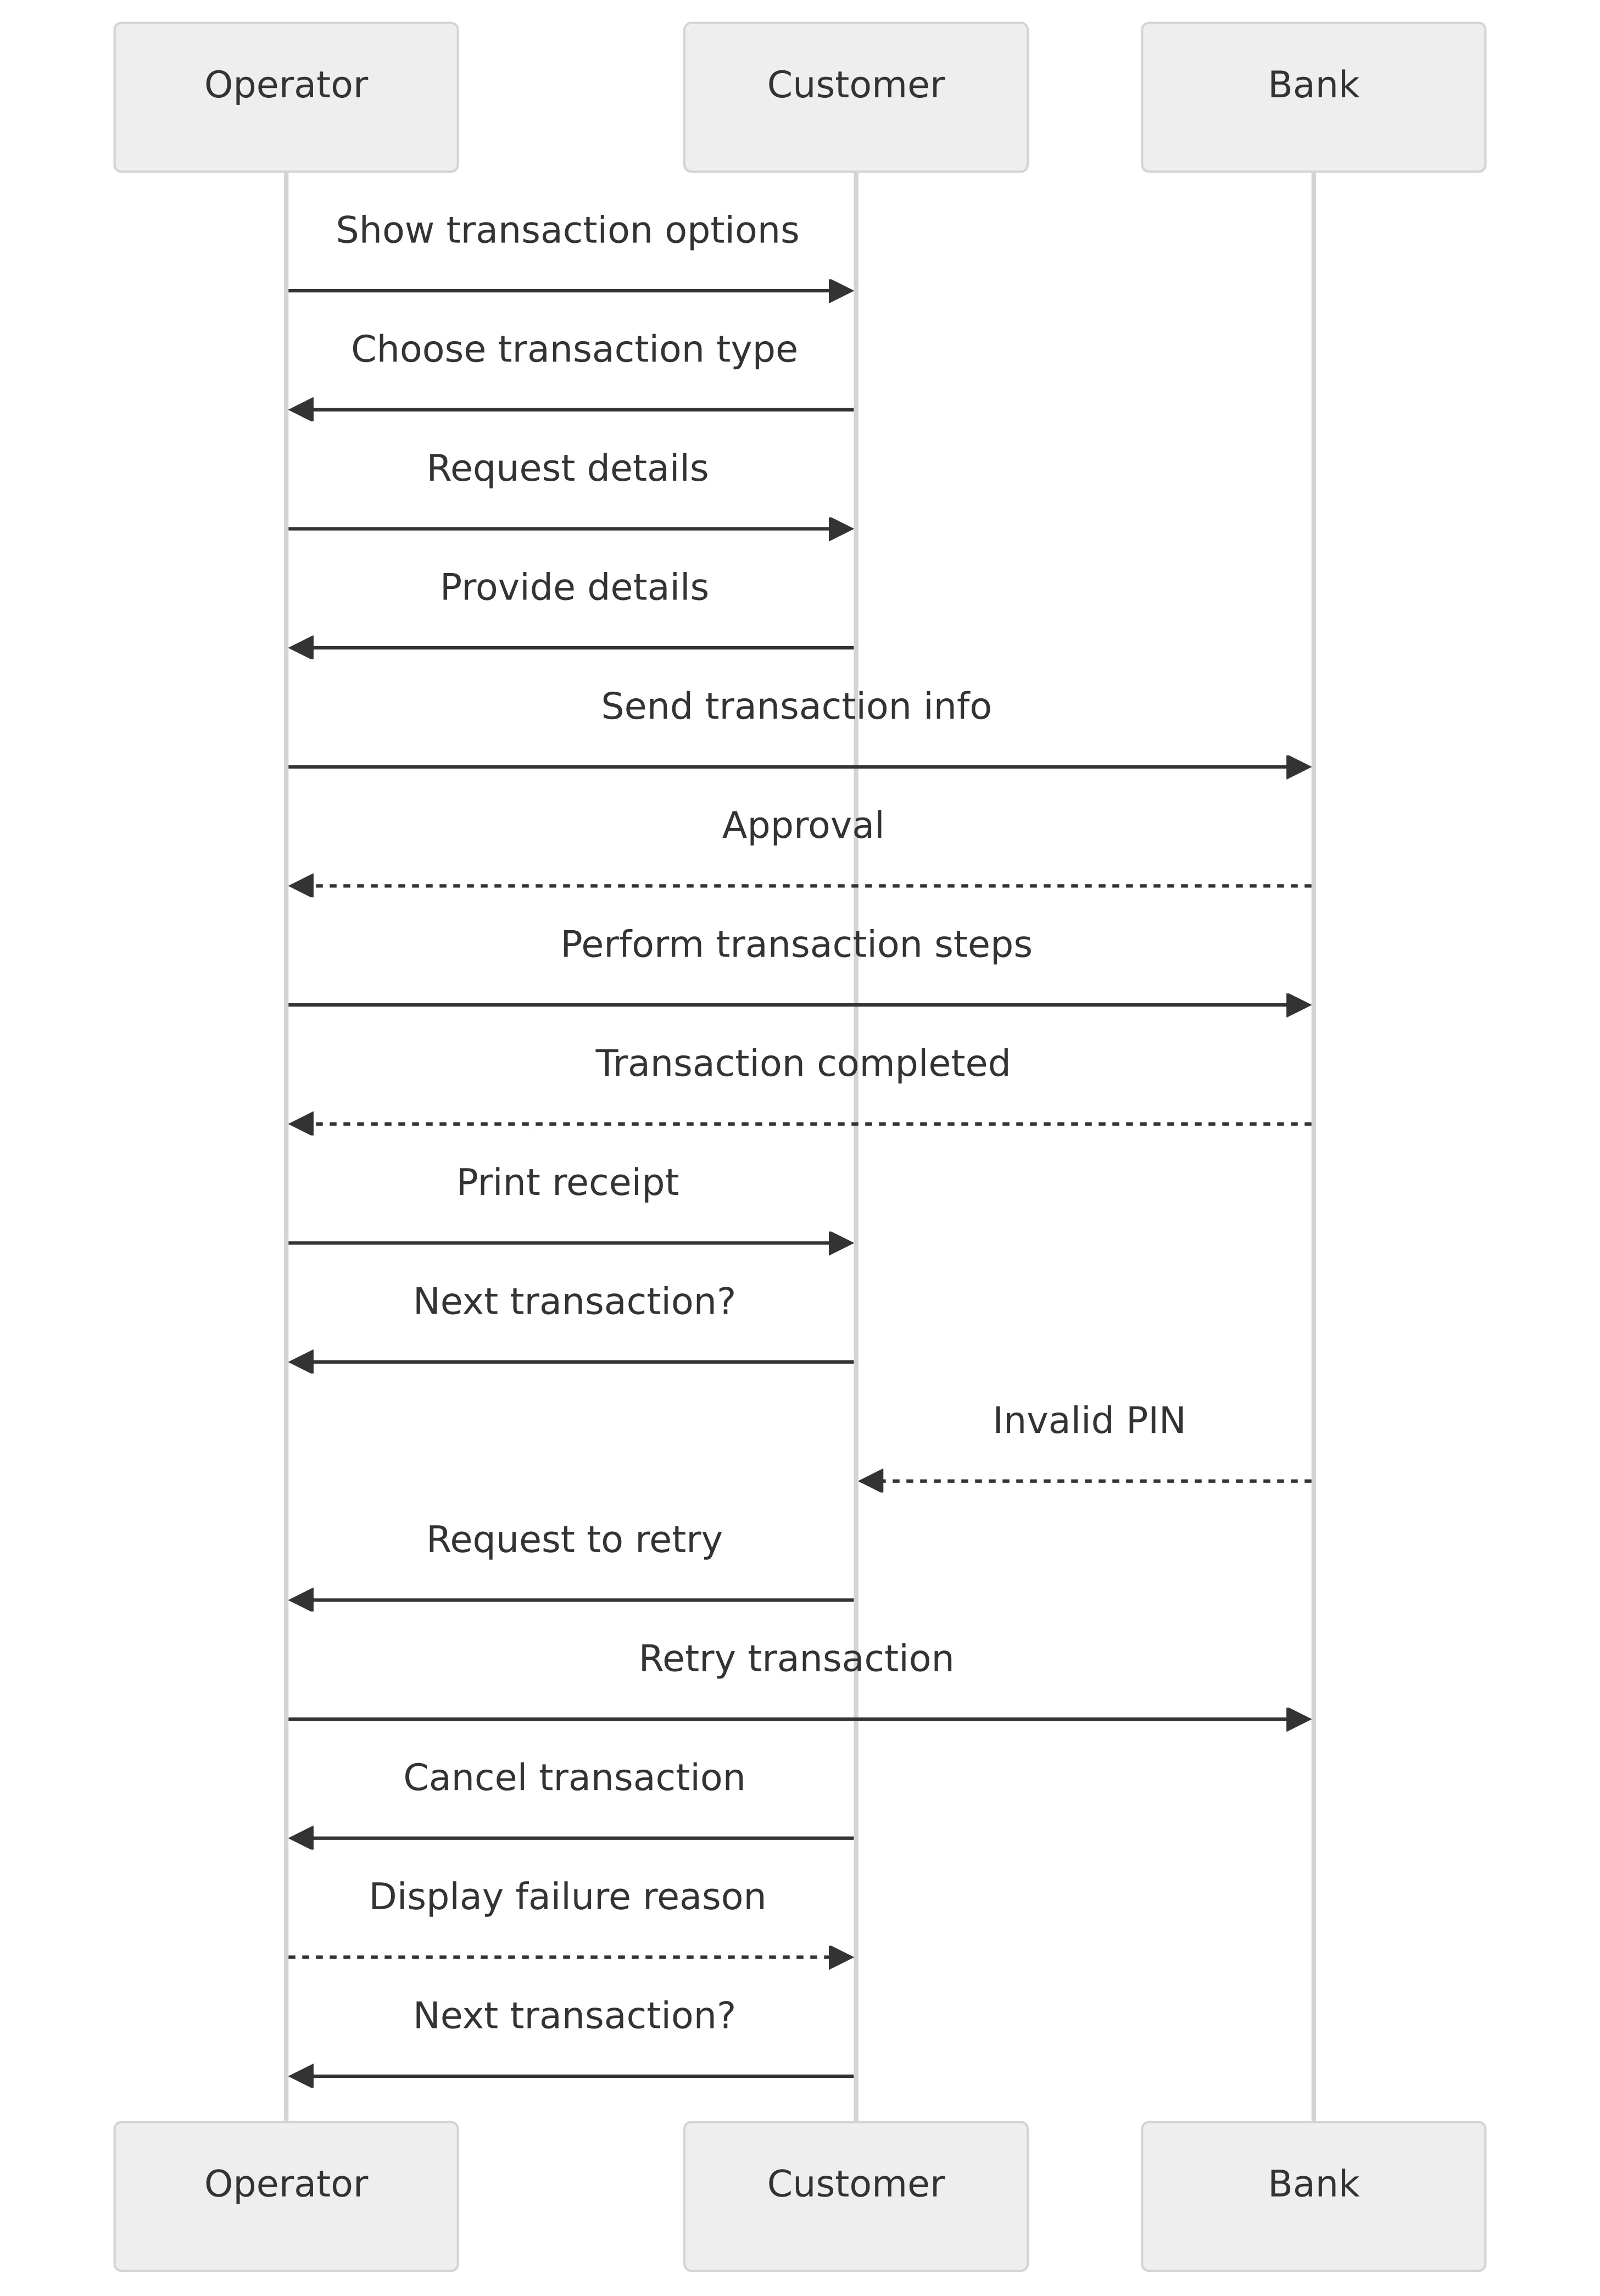 Operator
Customer
Bank
Show transaction options
Choose transaction type
Request details
Provide details
Send transaction info
Approval
Perform transaction steps
Transaction completed
Print receipt
Next transaction?
Invalid PIN
Request to retry
Retry transaction
Cancel transaction
Display failure reason
Next transaction?
Operator
Customer
Bank